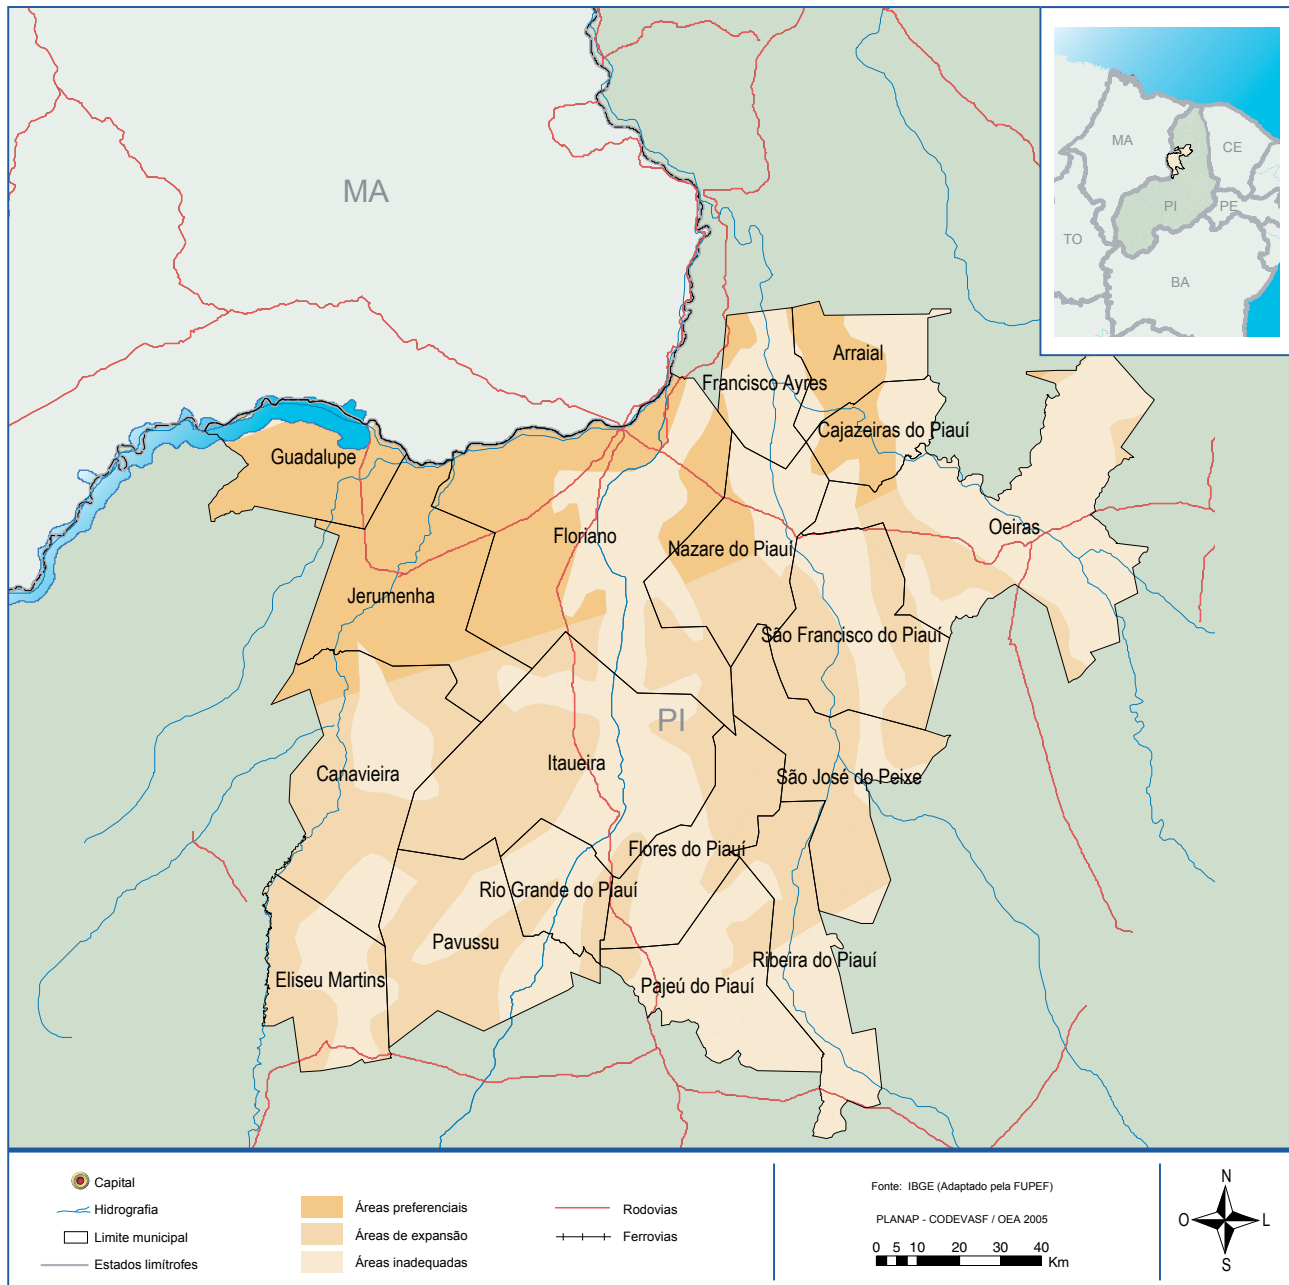 MA
CE
PI
PE
TO
BA
MA
Arraial
Francisco Ayres
Cajazeiras do Piauí
Guadalupe
Oeiras
Floriano
Nazare do Piauí
Jerumenha
São Francisco do Piauí
PI
Itaueira
Canavieira
São José do Peixe
Flores do Piauí
Rio Grande do Piauí
Pavussu
Ribeira do Piauí
Eliseu Martins
Pajeú do Piauí
Capital
Hidrografia
Limite municipal
Estados limítrofes
Áreas preferenciais
Áreas de expansão
Áreas inadequadas
Rodovias
Ferrovias
Fonte: IBGE (Adaptado pela FUPEF)
PLANAP - CODEVASF / OEA 2005
0 5 10 20 30 40
Km
N
O L
S